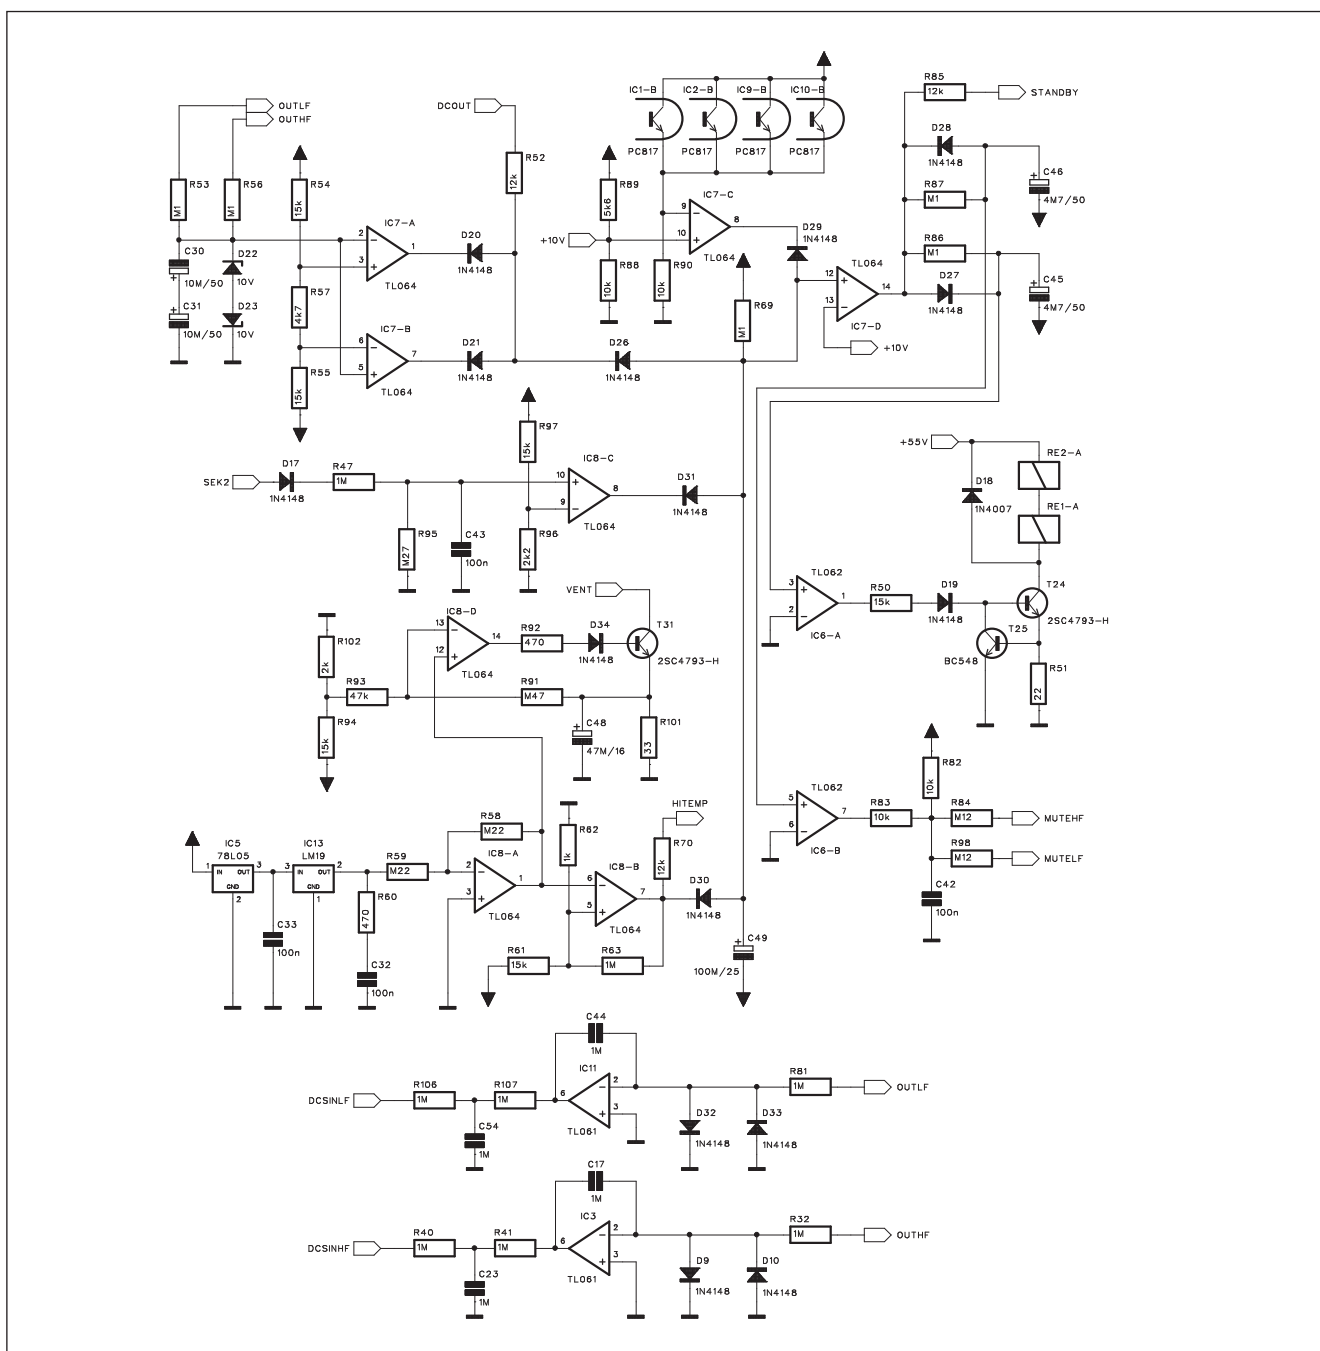 OUTLF
OUTHF
DCOUT
IC1-B
IC2-B
IC9-B
IC10-B
PC817
PC817
PC817
PC817
R85
12k
STANDBY
D28
1N4148
R87
M1
C46
+
4M7/50
R86
M1
D27
1N4148
C45
+
4M7/50
R53
M1
R56
M1
R54
15k
R52
12k
R89
5k6
IC7-A
2
-
3
+
1
TL064
D20
1N4148
IC7-C
9
-
10
+
8
TL064
+10V
R88
10k
R90
10k
D29
1N4148
TL064
12
+
13
-
14
IC7-D
+10V
C30
+
10M/50
D22
10V
C31
+
10M/50
D23
10V
R57
4k7
R55
15k
IC7-B
6
-
5
+
7
TL064
D21
1N4148
D26
1N4148
R69
M1
R97
15k
IC8-C
10
+
9
-
8
TL064
D31
1N4148
SEK2
D17
1N4148
R47
1M
R95
M27
C43
100n
R96
2k2
+55V
RE2-A
D18
1N4007
RE1-A
TL062
3
+
2
-
1
IC6-A
R50
15k
D19
1N4148
T24
2SC4793-H
T25
BC548
R51
22
VENT
IC8-D
13
-
12
+
14
TL064
R92
470
D34
1N4148
T31
2SC4793-H
R102
2k
R93
47k
R91
M47
R94
15k
C48
+
47M/16
R101
33
TL062
5
+
6
-
7
IC6-B
R83
10k
R82
10k
R84
M12
MUTEHF
R98
M12
MUTELF
C42
100n
HITEMP
IC5
78L05
1
IN
OUT
3
GND
2
IC13
LM19
3
IN
OUT
2
GND
1
R59
M22
R58
M22
IC8-A
2
-
3
+
1
TL064
R62
1k
IC8-B
6
-
5
+
7
TL064
R70
12k
D30
1N4148
R60
470
C33
100n
C32
100n
R61
15k
R63
1M
C49
+
100M/25
C44
1M
IC11
2
-
3
+
6
TL061
DCSINLF
R106
1M
R107
1M
C54
1M
D32
1N4148
D33
1N4148
R81
1M
OUTLF
C17
1M
IC3
2
-
3
+
6
TL061
DCSINHF
R40
1M
R41
1M
C23
1M
D9
1N4148
D10
1N4148
R32
1M
OUTHF